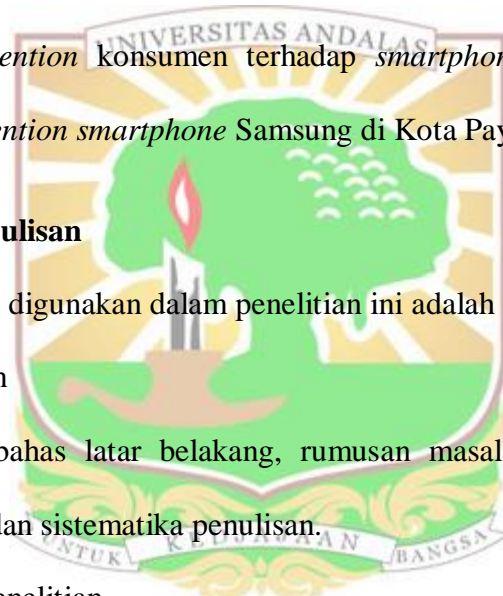 UNIVERSITAS ANDALAS
ention konsumen terhadap smartphon
ention smartphone Samsung di Kota Pay
ulisan
digunakan dalam penelitian ini adalah
bahas latar belakang, rumusan masal
dan sistematika penulisan.
UNTUK KEDJAJAAN BANGSA
enelitian